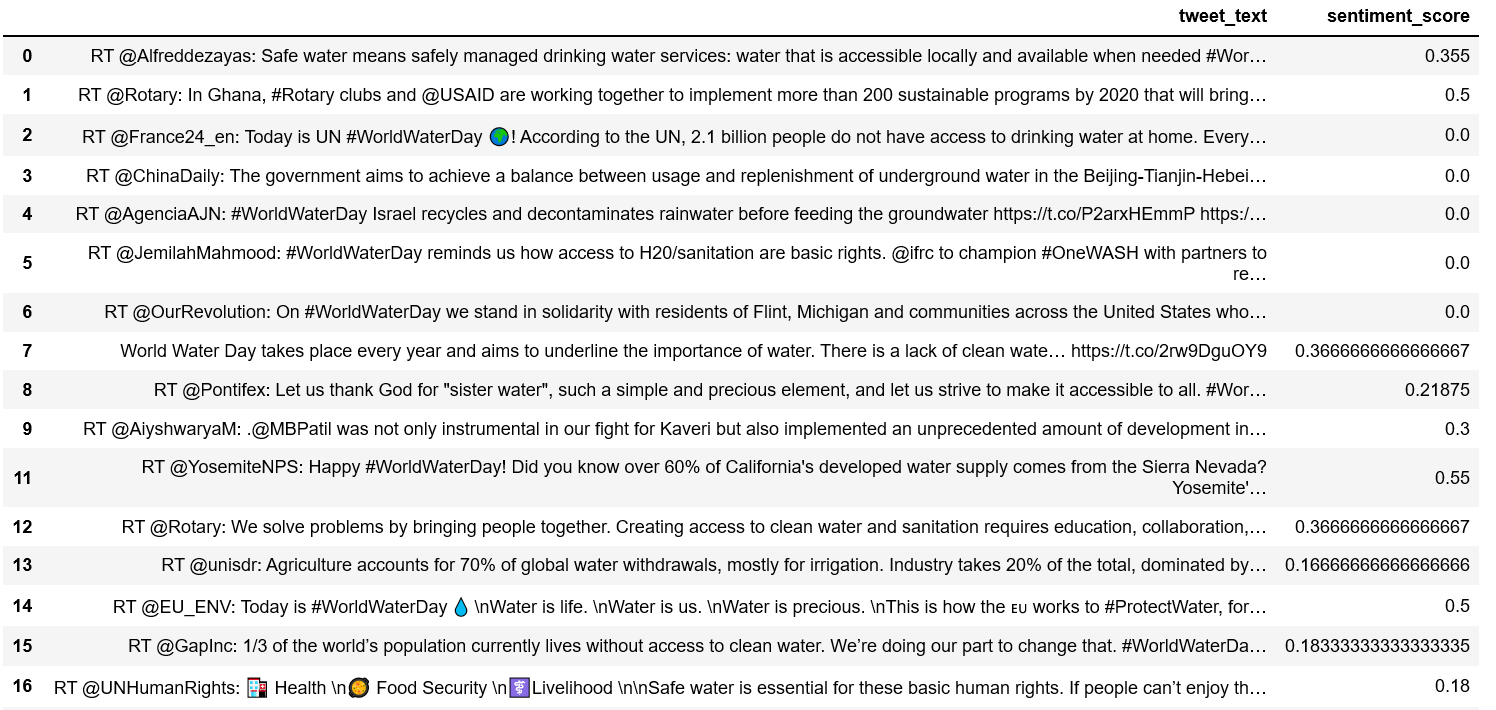 tweet_text sentiment_score
0 RT @Alfreddezayas: Safe water means safely managed drinking water services: water that is accessible locally and available when needed #Wor… 0.355
1 RT @Rotary: In Ghana, #Rotary clubs and @USAID are working together to implement more than 200 sustainable programs by 2020 that will bring… 0.5
2 RT @France24_en: Today is UN #WorldWaterDay 🌍! According to the UN, 2.1 billion people do not have access to drinking water at home. Every… 0.0
3 RT @ChinaDaily: The government aims to achieve a balance between usage and replenishment of underground water in the Beijing-Tianjin-Hebei… 0.0
4 RT @AgenciaAJN: #WorldWaterDay Israel recycles and decontaminates rainwater before feeding the groundwater https://t.co/P2arxHEmmP https:/… 0.0
5 RT @JemilahMahmood: #WorldWaterDay reminds us how access to H20/sanitation are basic rights. @ifrc to champion #OneWASH with partners to
re… 0.0
6 RT @OurRevolution: On #WorldWaterDay we stand in solidarity with residents of Flint, Michigan and communities across the United States who… 0.0
7 World Water Day takes place every year and aims to underline the importance of water. There is a lack of clean wate… https://t.co/2rw9DguOY9 0.3666666666666667
8 RT @Pontifex: Let us thank God for "sister water", such a simple and precious element, and let us strive to make it accessible to all. #Wor… 0.21875
9 RT @AiyshwaryaM: .@MBPatil was not only instrumental in our fight for Kaveri but also implemented an unprecedented amount of development in… 0.3
11 RT @YosemiteNPS: Happy #WorldWaterDay! Did you know over 60% of California's developed water supply comes from the Sierra Nevada?
Yosemite'… 0.55
12 RT @Rotary: We solve problems by bringing people together. Creating access to clean water and sanitation requires education, collaboration,… 0.3666666666666667
13 RT @unisdr: Agriculture accounts for 70% of global water withdrawals, mostly for irrigation. Industry takes 20% of the total, dominated by… 0.16666666666666666
14 RT @EU_ENV: Today is #WorldWaterDay 💧 \nWater is life. \nWater is us. \nWater is precious. \nThis is how the 🇪🇺 works to #ProtectWater, for… 0.5
15 RT @GapInc: 1/3 of the world’s population currently lives without access to clean water. We’re doing our part to change that. #WorldWaterDa… 0.18333333333333335
16 RT @UNHumanRights: 🏥 Health \n🥘 Food Security \n⚕️Livelihood \n\nSafe water is essential for these basic human rights. If people can’t enjoy th… 0.18